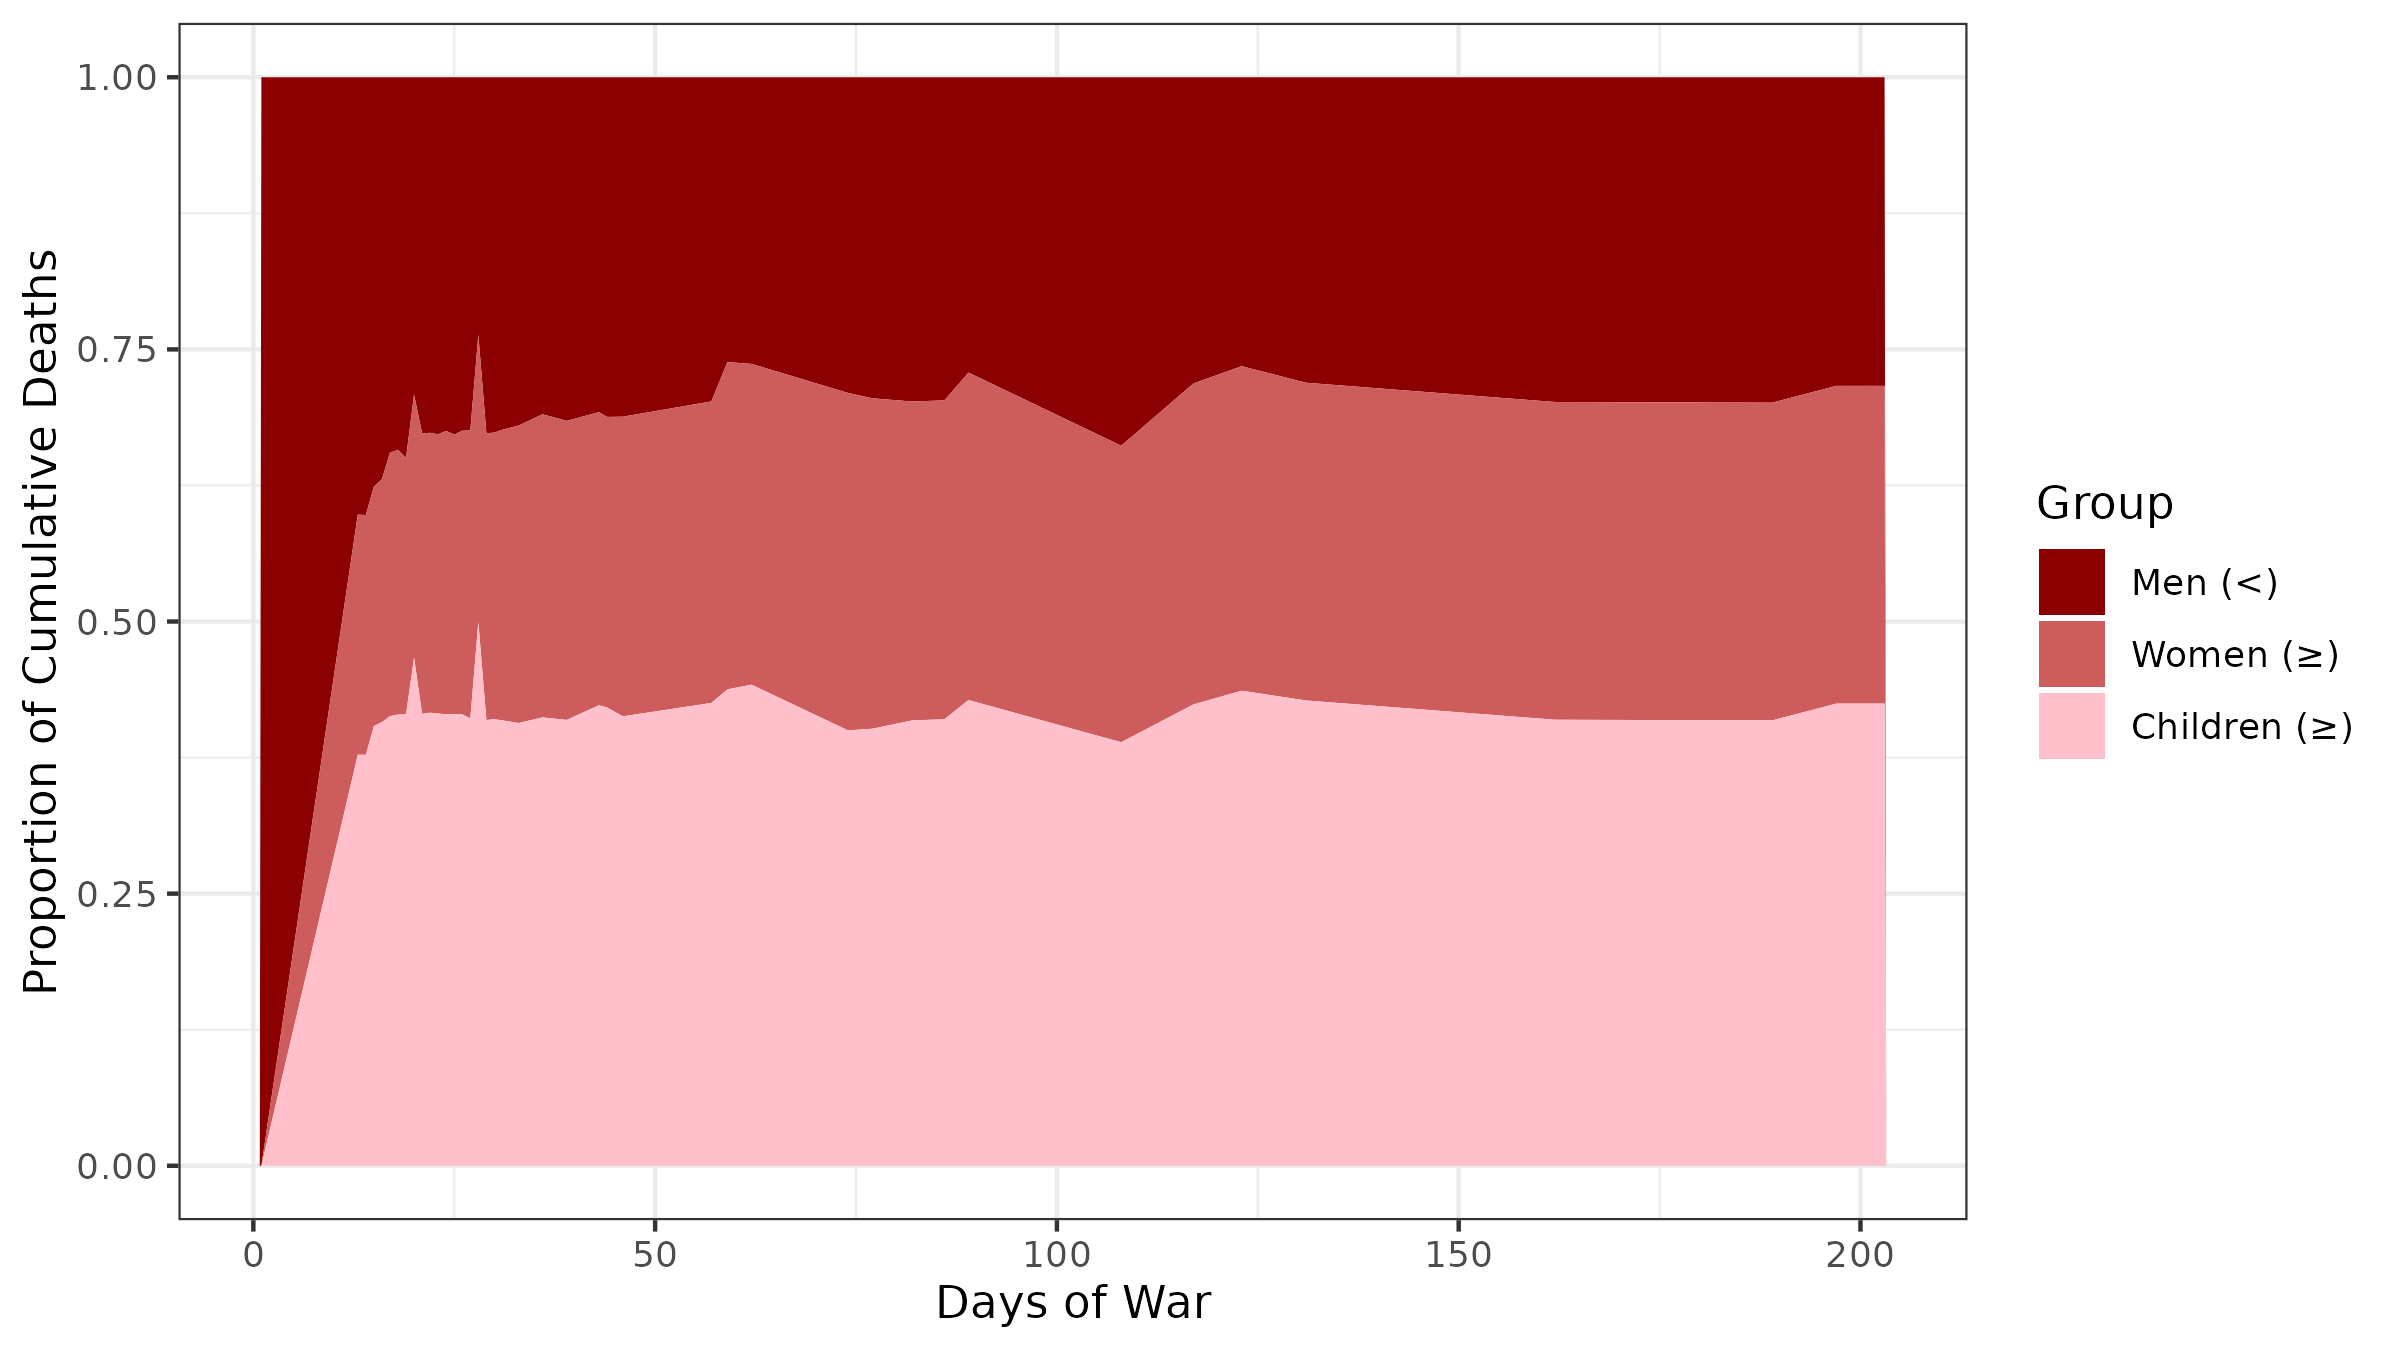 Proportion of Cumulative Deaths
1.00
0.75
0.50
0.25
0.00
0 50 100 150 200
Days of War
Group
Men (<)
Women (≥)
Children (≥)